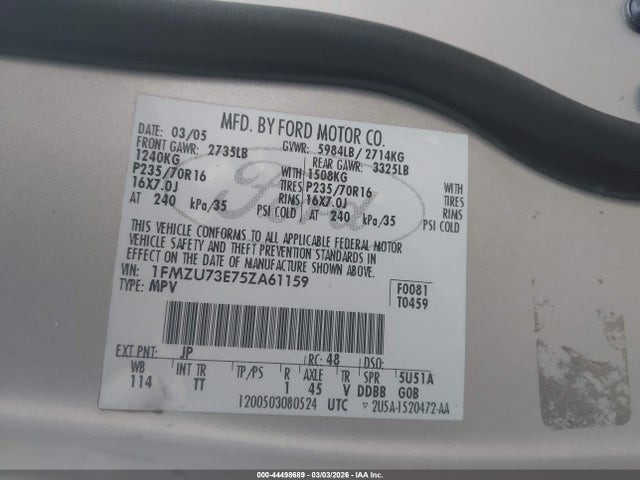 MFD. BY FORD MOTOR CO.
DATE: 03/05 GVWR: 5984LB/ 2714KG
FRONT GAWR: 2735LB REAR GAWR: 3325LB
1240KG WITH 1508KG WITH
P235/70R16 TIRES P235/70R16 TIRES
16X7.0J RIMS 16X7.0J RIMS
AT 240 kPa/35 PSI COLD AT 240 kPa/35 PSI COLD
THIS VEHICLE CONFORMS TO ALL APPLICABLE FEDERAL MOTOR
VEHICLE SAFETY AND THEFT PREVENTION STANDARDS IN
EFFECT ON THE DATE OF MANUFACTURE SHOWN ABOVE.
VIN: 1FMZU73E75ZA61159 F0081
TYPE: MPV T0459
Ford
EXT PNT: JP RC: 48 DSO:
WB INT TR TP/PS R AXLE TR SPR 5U51A
114 TT 1 45 V DDBB GOB
1200503080524 UTC 2U5A-1520472-AA
000-44498689 - 03/03/2026 - IAA Inc.